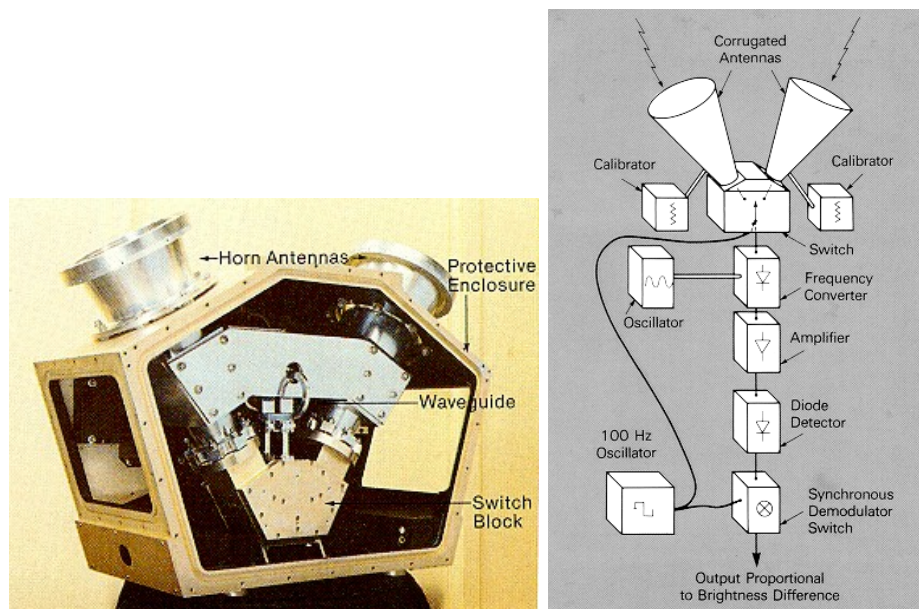 Horn Antennas
Protective
Enclosure
Waveguide
Switch
Block
Corrugated
Antennas
Calibrator
Calibrator
Switch
Frequency
Converter
Oscillator
Amplifier
Diode
Detector
100 Hz
Oscillator
Synchronous
Demodulator
Switch
Output Proportional
to Brightness Difference